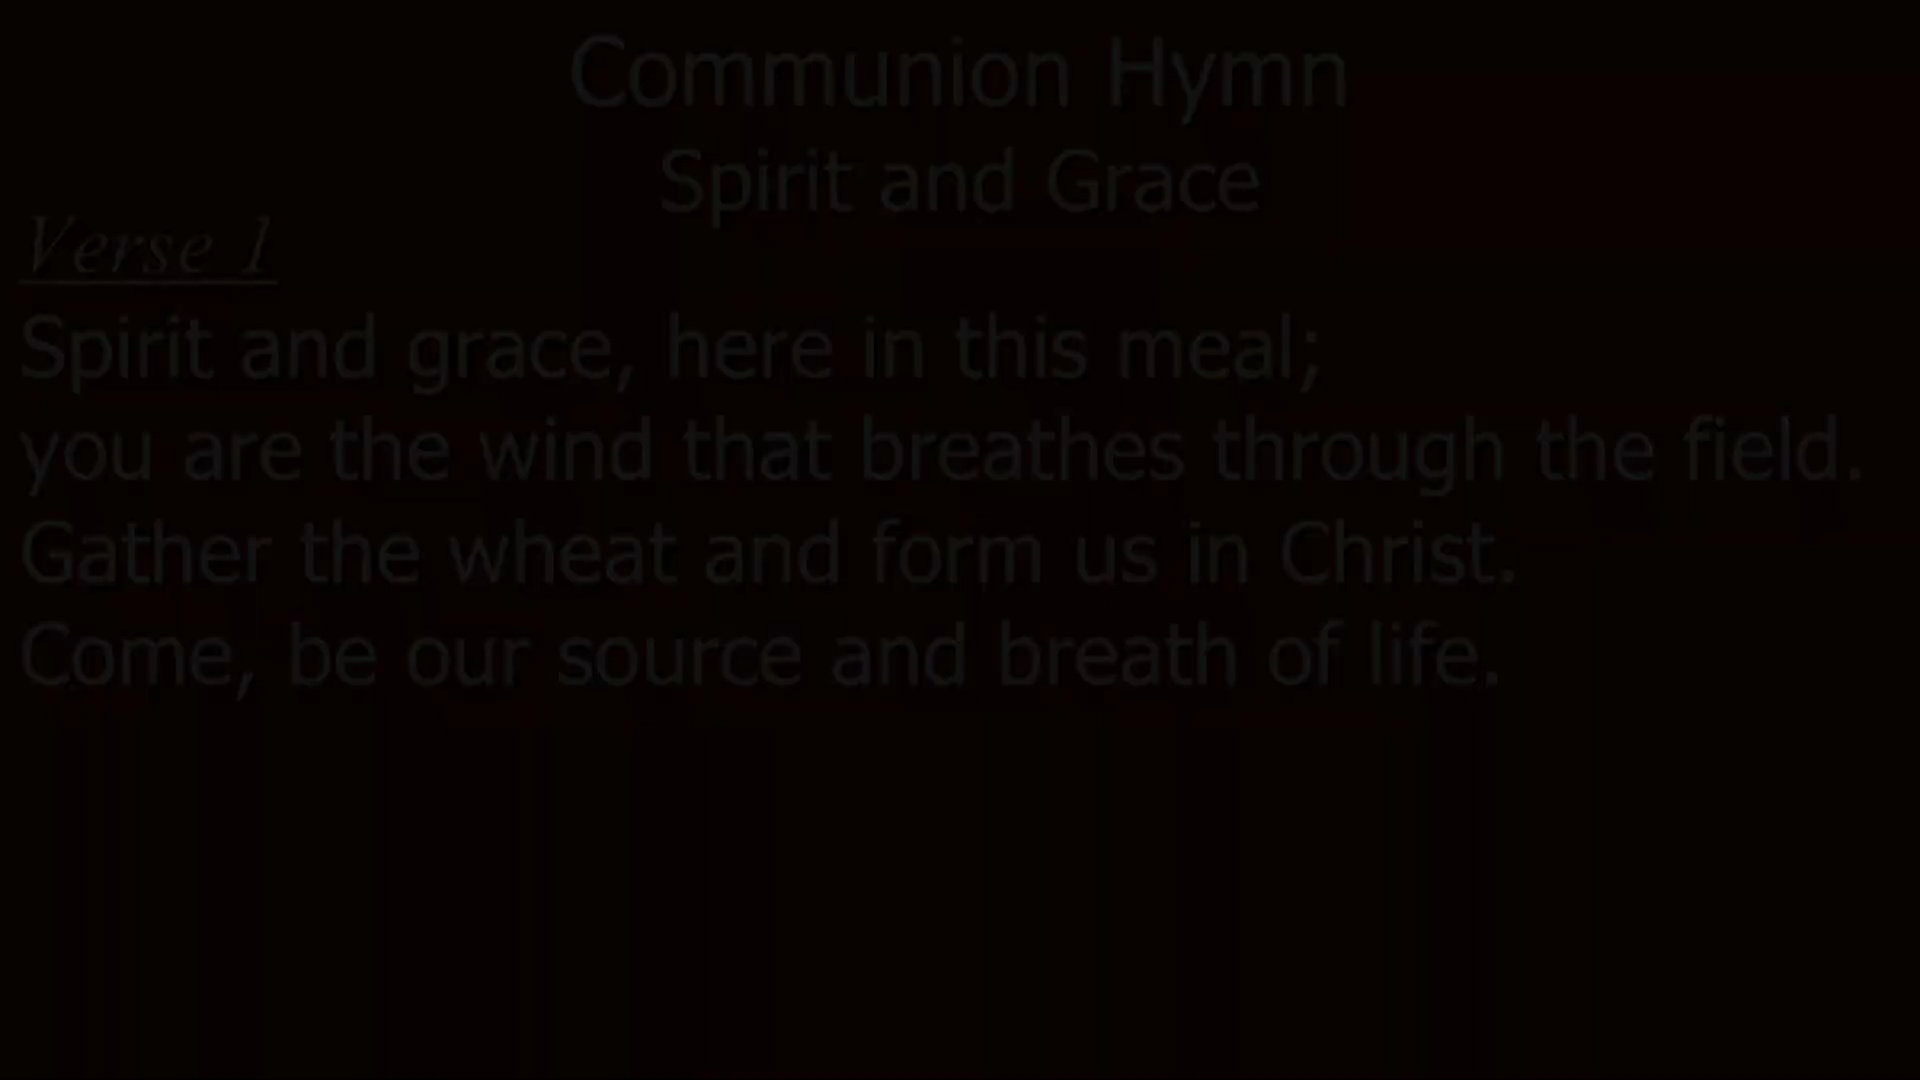 Communion Hymn
Spirit and Grace
Verse 1
Spirit and grace, here in this meal;
you are the wind that breathes through the field.
Gather the wheat and form us in Christ.
Come, be our source and breath of life.